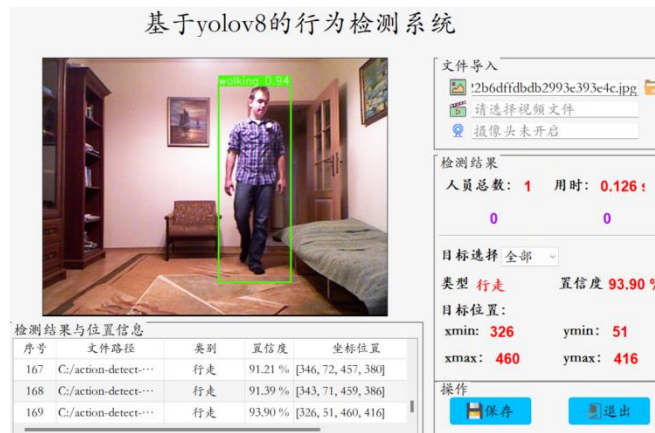 基于yolov8的行为检测系统
walking 0.94
文件导入
22b6dffdbdb2993e393e4c.jpg
请选择视频文件
摄像头未开启
检测结果
人员总数： 1 用时： 0.126 s
0 0
目标选择 全部
类型 行走 置信度 93.90 %
目标位置：
xmin: 326 ymin: 51
xmax: 460 ymax: 416
检测结果与位置信息
序号 文件路径 类别 置信度 坐标位置
167 C:/action-detect-··· 行走 91.21 % [346, 72, 457, 380]
168 C:/action-detect-··· 行走 91.39 % [343, 71, 459, 386]
169 C:/action-detect-··· 行走 93.90 % [326, 51, 460, 416]
操作
保存 退出